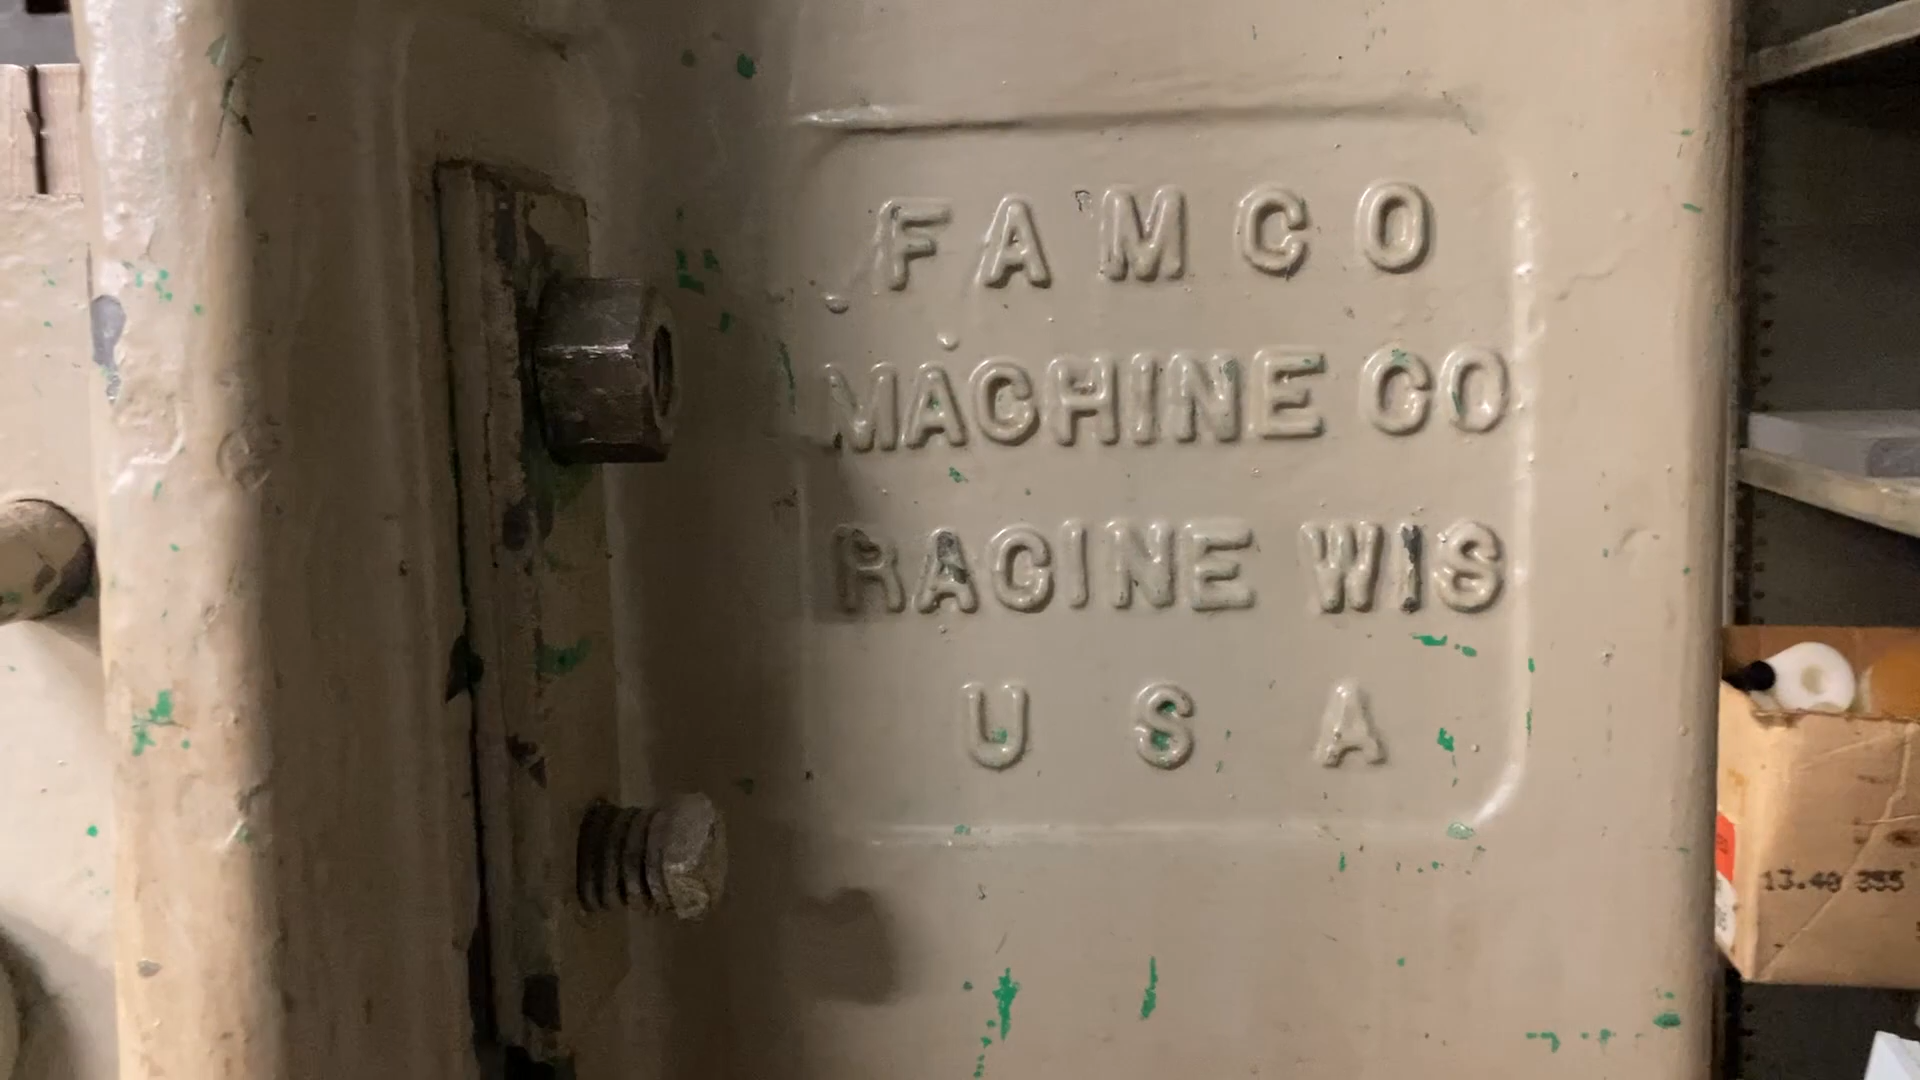 FAMCO
MACHINE CO
RACINE WIS
U S A
13.40 355